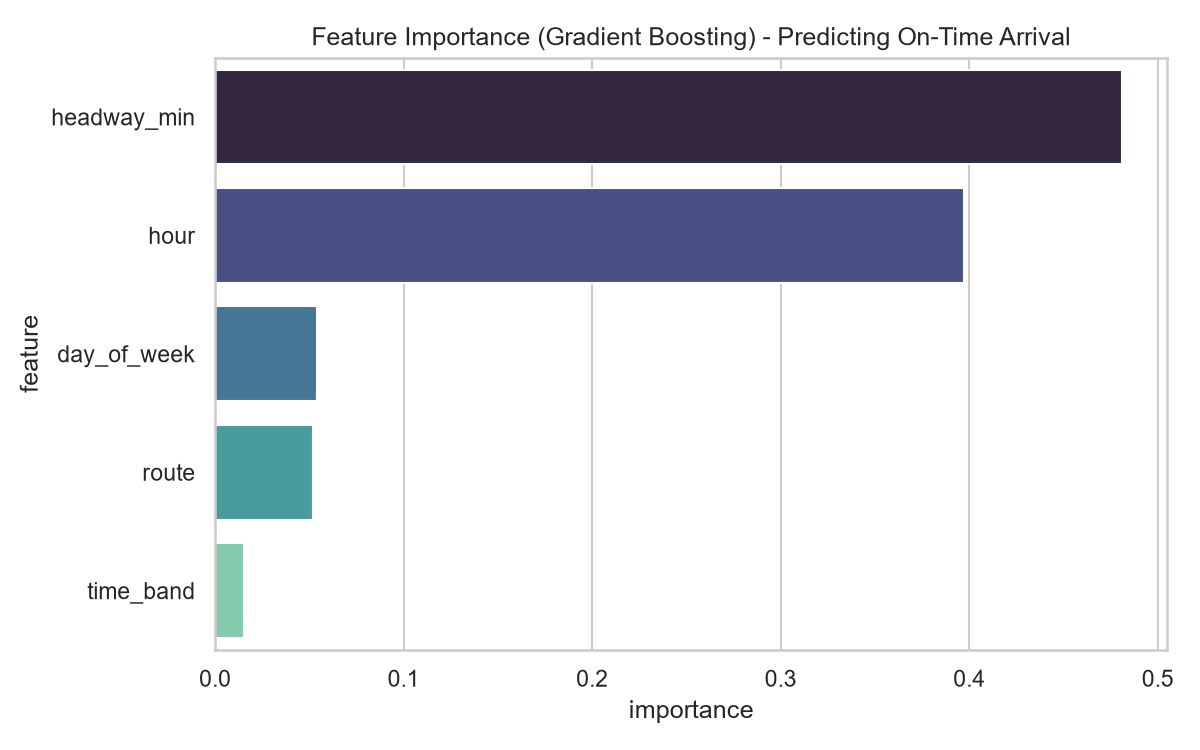 Feature Importance (Gradient Boosting) - Predicting On-Time Arrival
feature
headway_min
hour
day_of_week
route
time_band
0.0 0.1 0.2 0.3 0.4 0.5
importance